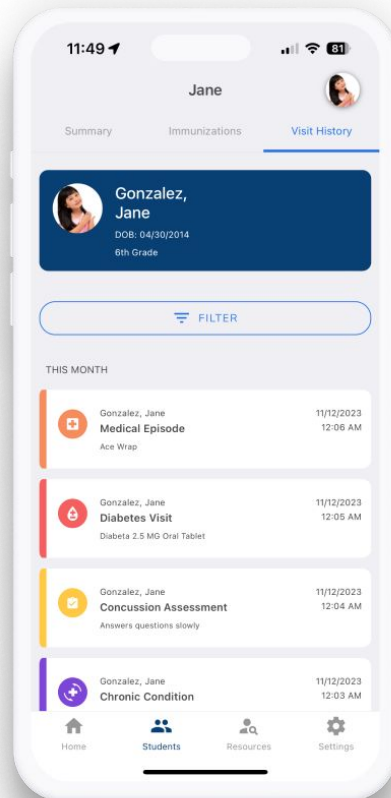 11:49
81
Jane
Summary Immunizations Visit History
Gonzalez,
Jane
DOB: 04/30/2014
6th Grade
FILTER
THIS MONTH
Gonzalez, Jane 11/12/2023
Medical Episode 12:06 AM
Ace Wrap
Gonzalez, Jane 11/12/2023
Diabetes Visit 12:05 AM
Diabeta 2.5 MG Oral Tablet
Gonzalez, Jane 11/12/2023
Concussion Assessment 12:04 AM
Answers questions slowly
Gonzalez, Jane 11/12/2023
Chronic Condition 12:03 AM
Home Students Resources Settings